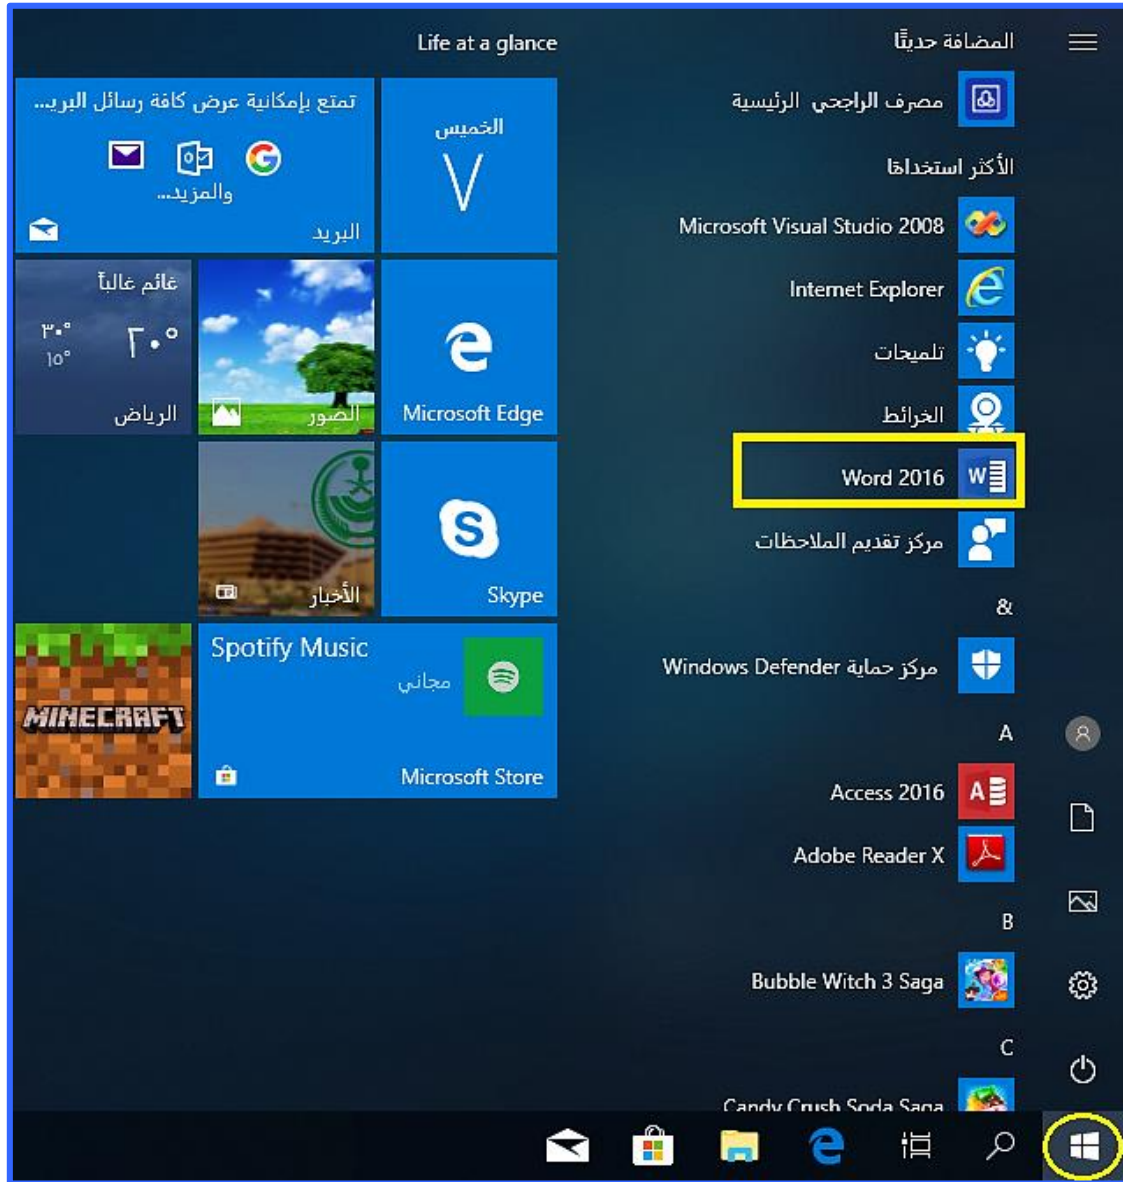 المضافة حديثًا
مصرف الراجحي الرئيسية
الأكثر استخدامًا
Microsoft Visual Studio 2008
Internet Explorer
تلميحات
الخرائط
Word 2016
مركز تقديم الملاحظات
&
مركز حماية Windows Defender
A
Access 2016
Adobe Reader X
B
Bubble Witch 3 Saga
C
Candy Crush Soda Saga
Life at a glance
الخميس
٧
تمتع بإمكانية عرض كافة رسائل البريـ...
والمزيد...
البريد
Microsoft Edge
الصور
غائم غالباً
٢٠°
٣٠°
١٥°
الرياض
Skype
الأخبار
Spotify Music
مجاني
Microsoft Store
MINECRAFT